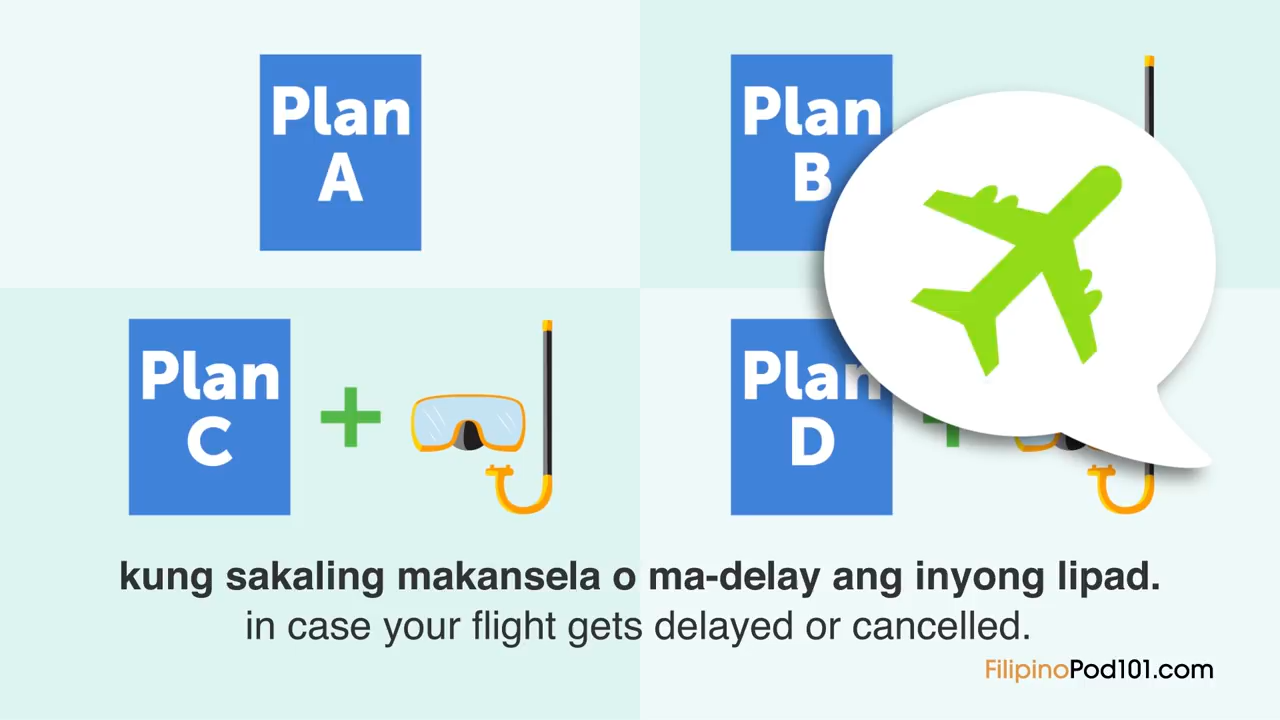 Plan
A
Plan
B
Plan
C
Plan
D
kung sakaling makansela o ma-delay ang inyong lipad.
in case your flight gets delayed or cancelled.
FilipinoPod101.com